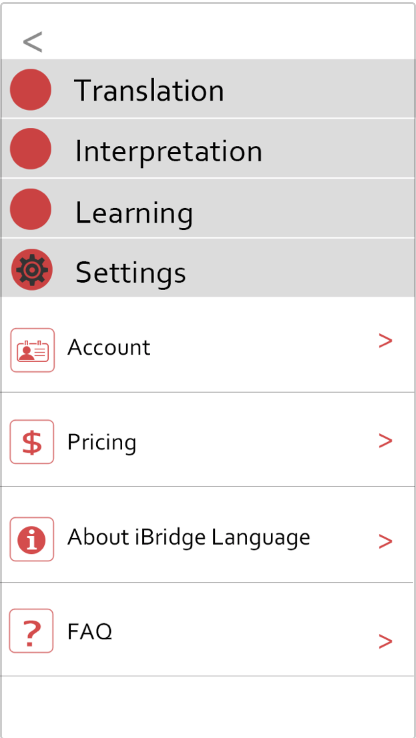 <
Translation
Interpretation
Learning
Settings
Account >
$ Pricing >
i About iBridge Language >
? FAQ >